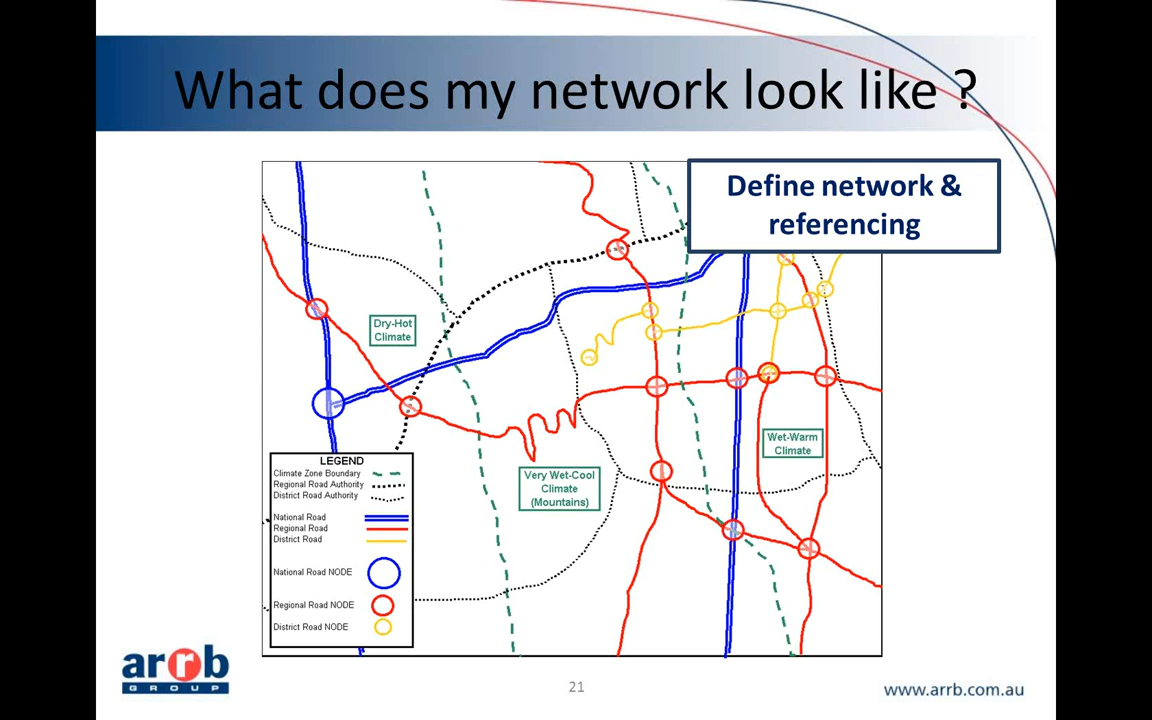 What does my network look like ?
Define network &
referencing
Dry-Hot
Climate
Wet-Warm
Climate
Very Wet-Cool
Climate
(Mountains)
LEGEND
Climate Zone Boundary
Regional Road Authority
District Road Authority
National Road
Regional Road
District Road
National Road NODE
Regional Road NODE
District Road NODE
arrb
GROUP
21
www.arrb.com.au